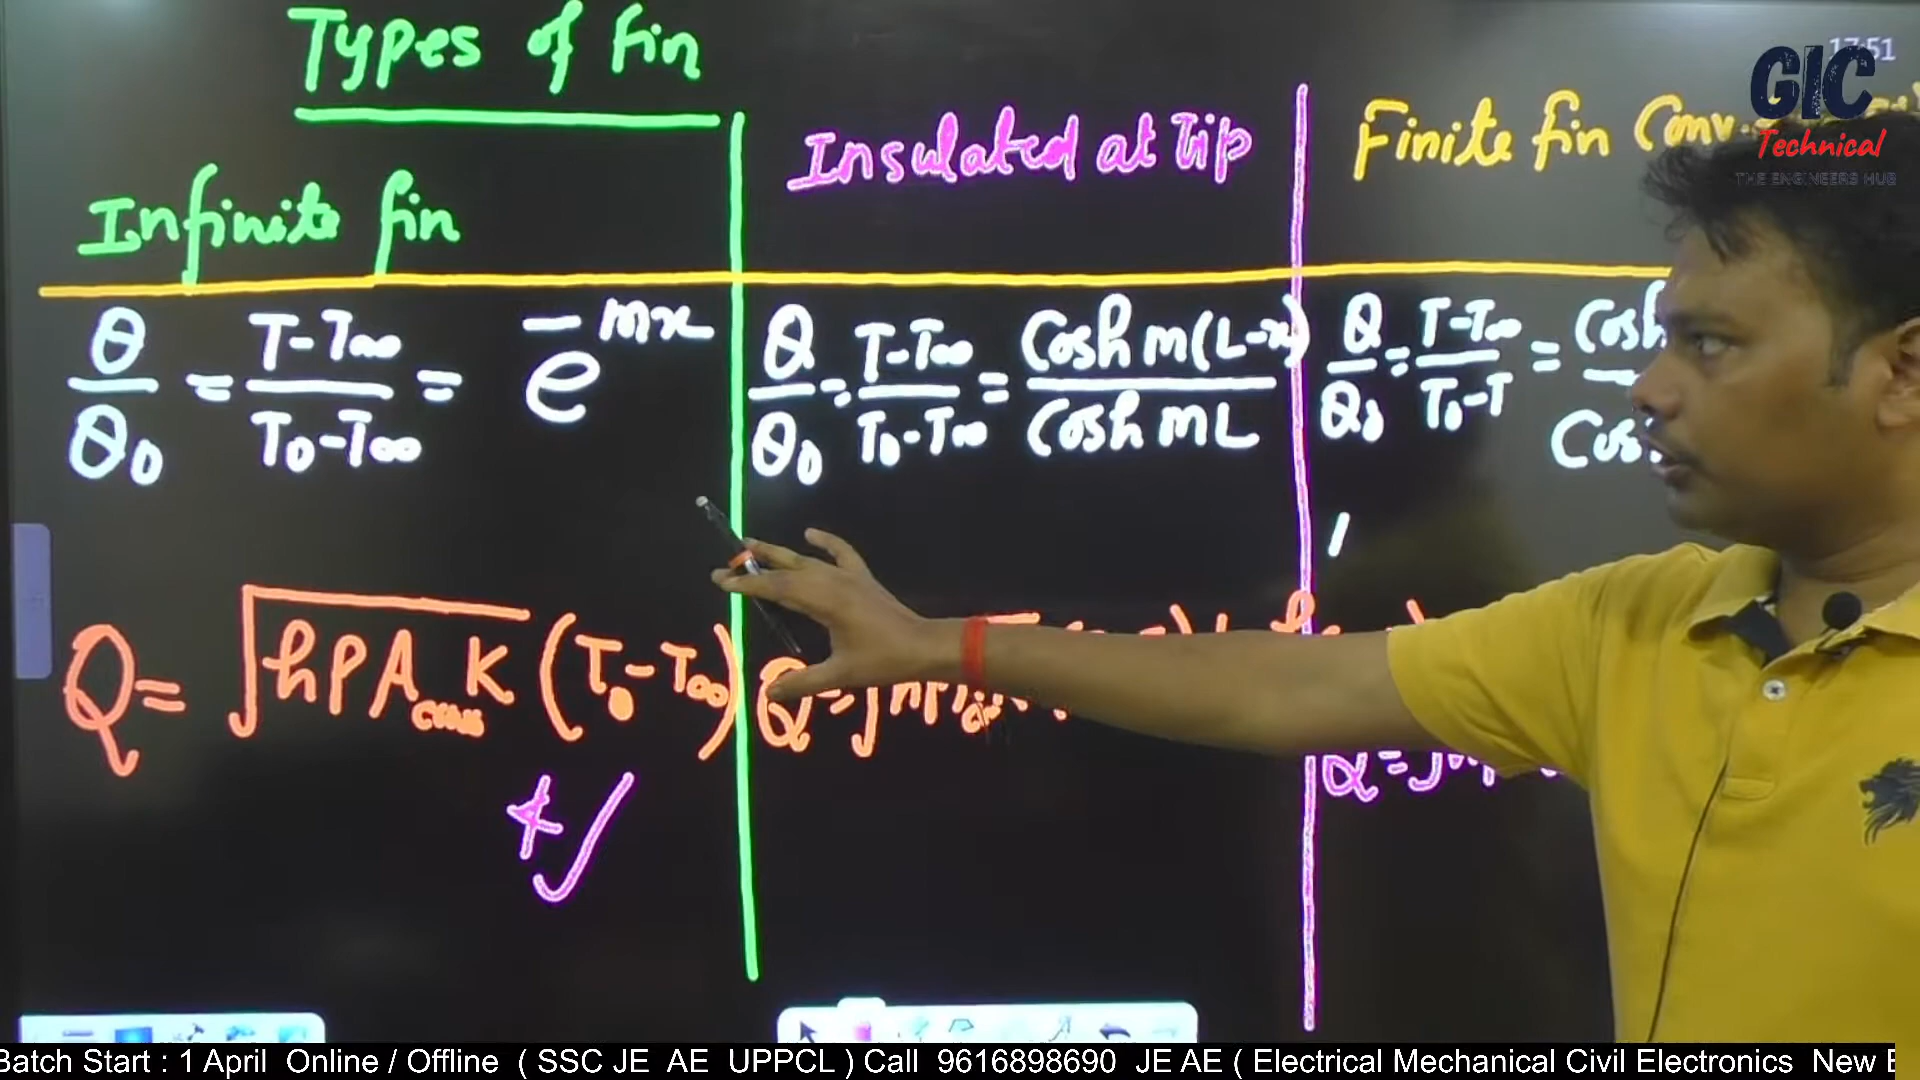 Types of fin
17:51
GIC
Technical
THE ENGINEERS HUB
Insulated at tip
Finite fin
Infinite fin
θ/θ0 = T-T∞/T0-T∞ = e^-mx
θ/θ0 = T-T∞/T0-T∞ = Cosh m(L-x)/Cosh mL
θ/θ0 = T-T∞/T0-T =
Q = √hPAcross K (T0-T∞)
Q =
Batch Start : 1 April Online / Offline ( SSC JE AE UPPCL ) Call 9616898690 JE AE ( Electrical Mechanical Civil Electronics New